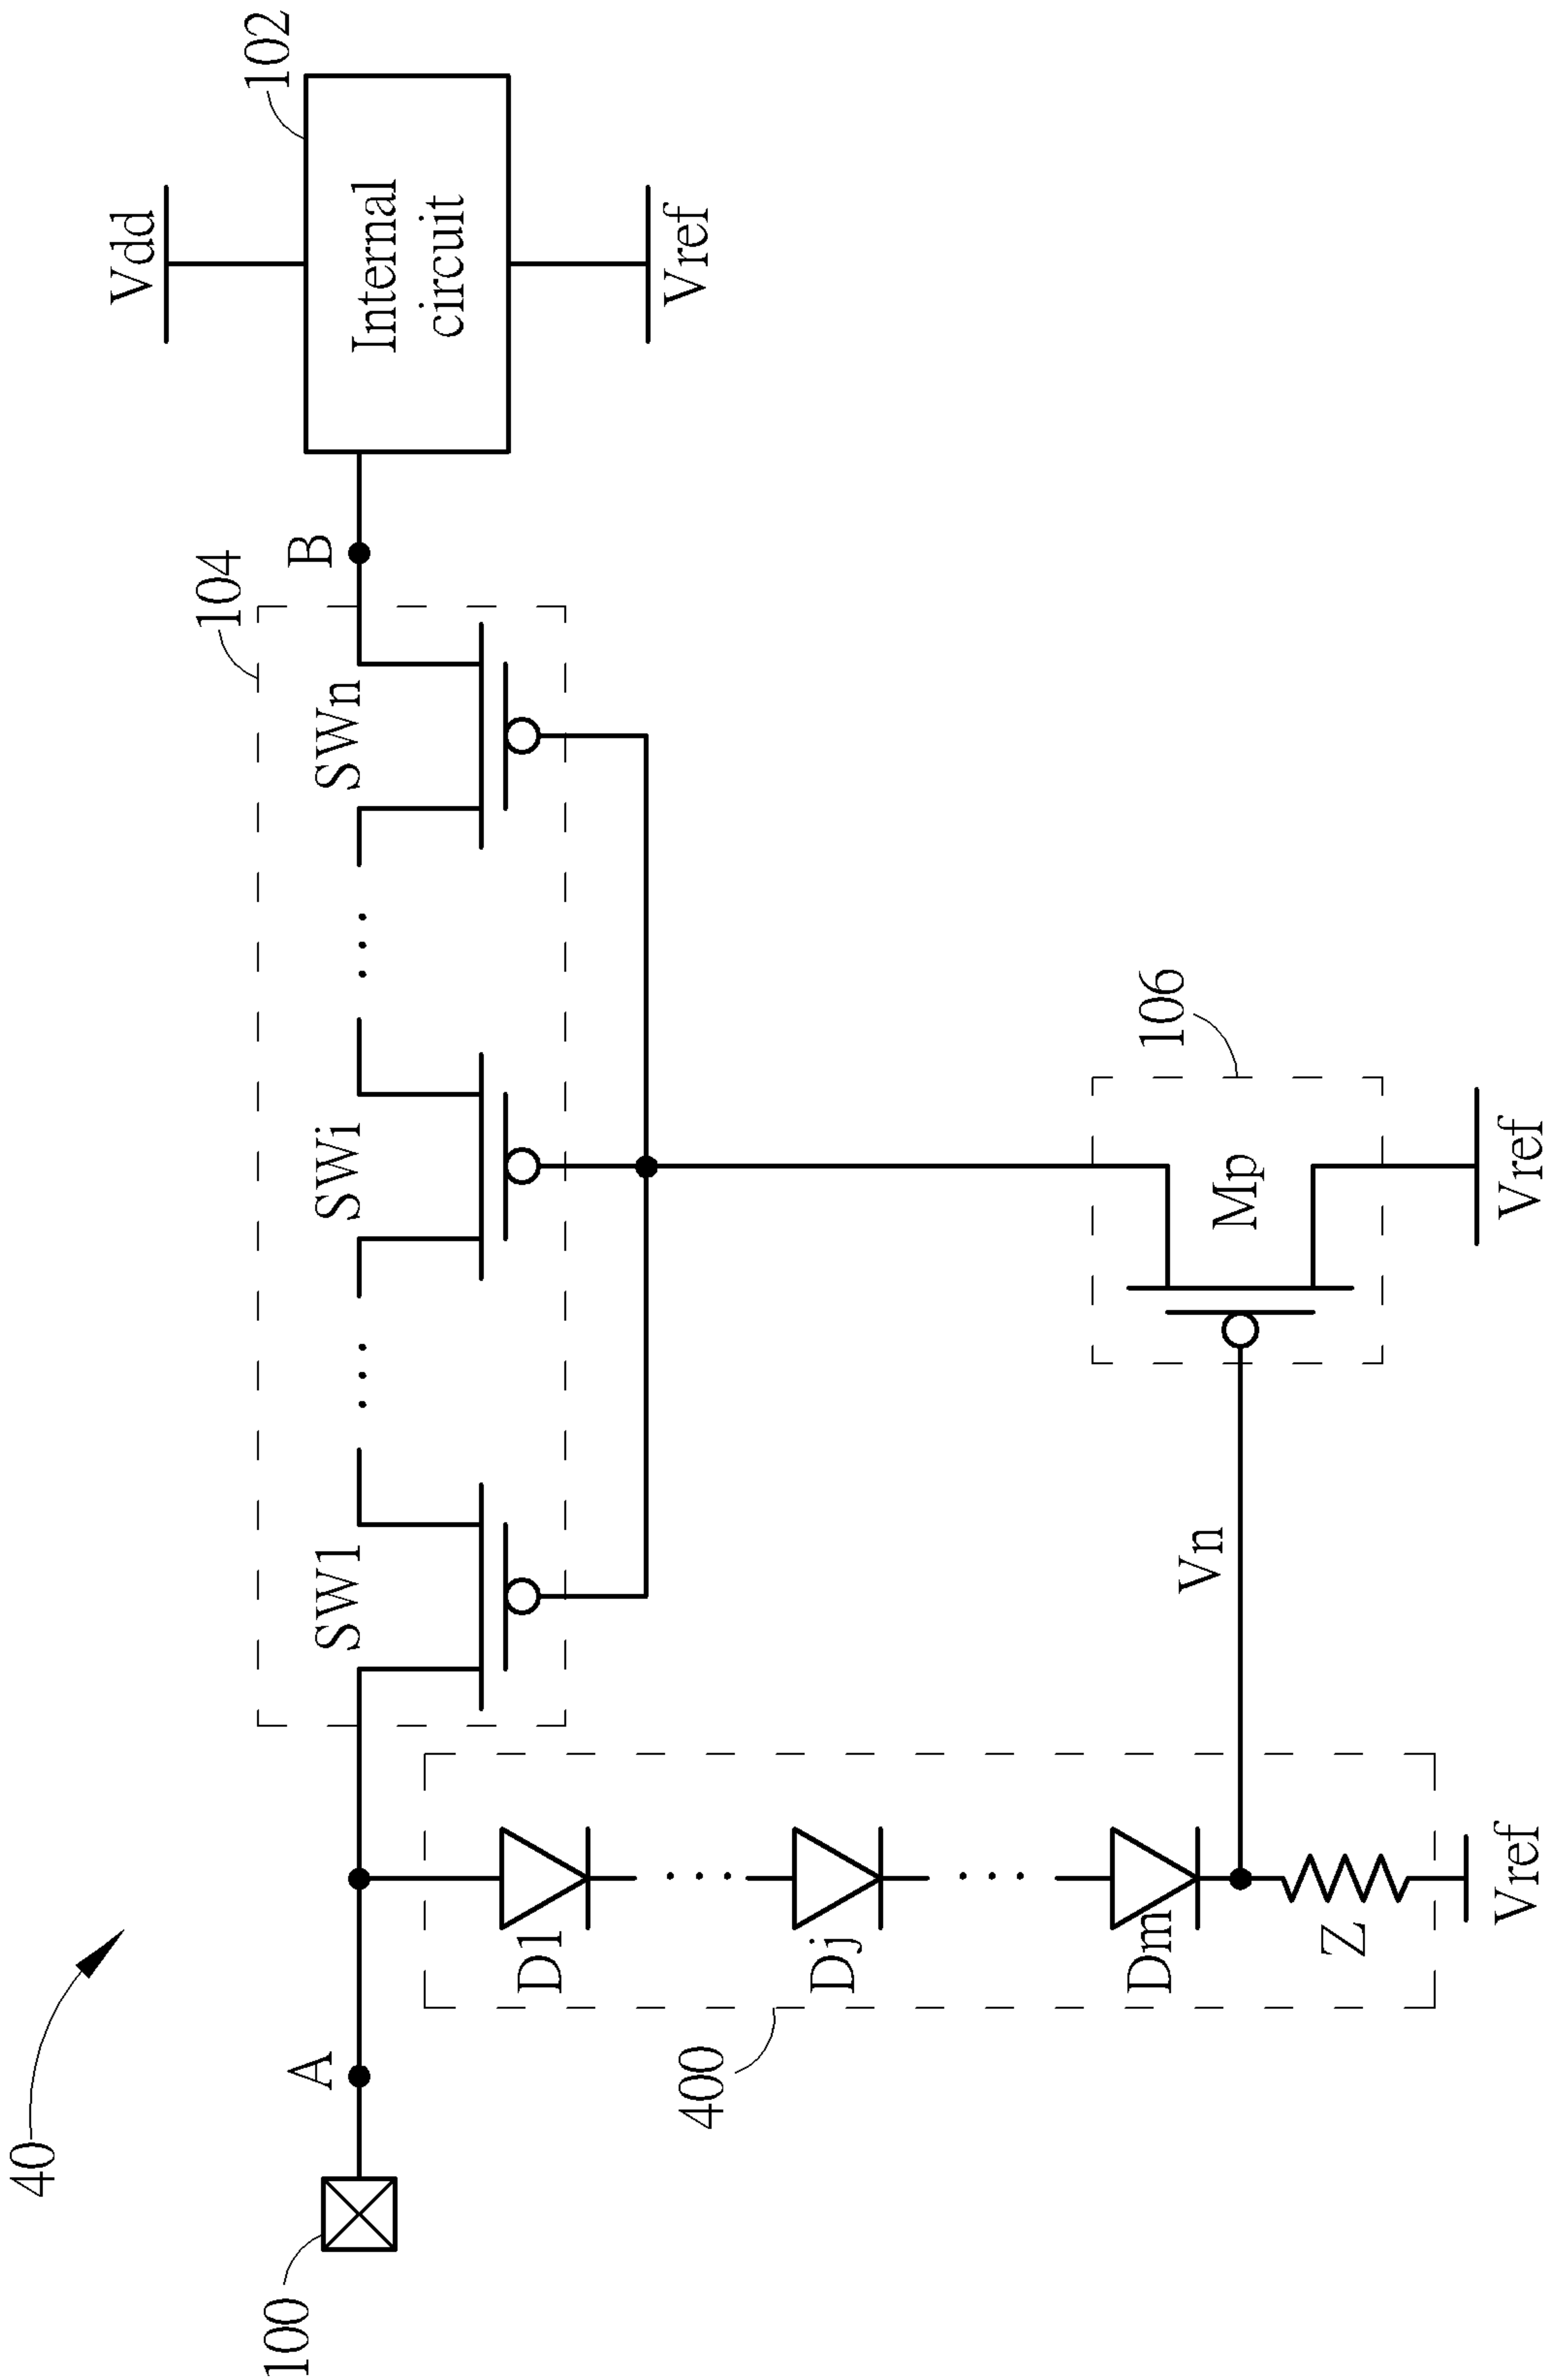 40
Vdd
102
104
SW1
SWi
SWn
100
A
B
Internal
circuit
Vref
D1
400
Dj
106
Dm
Vn
Mp
Z
Vref
Vref